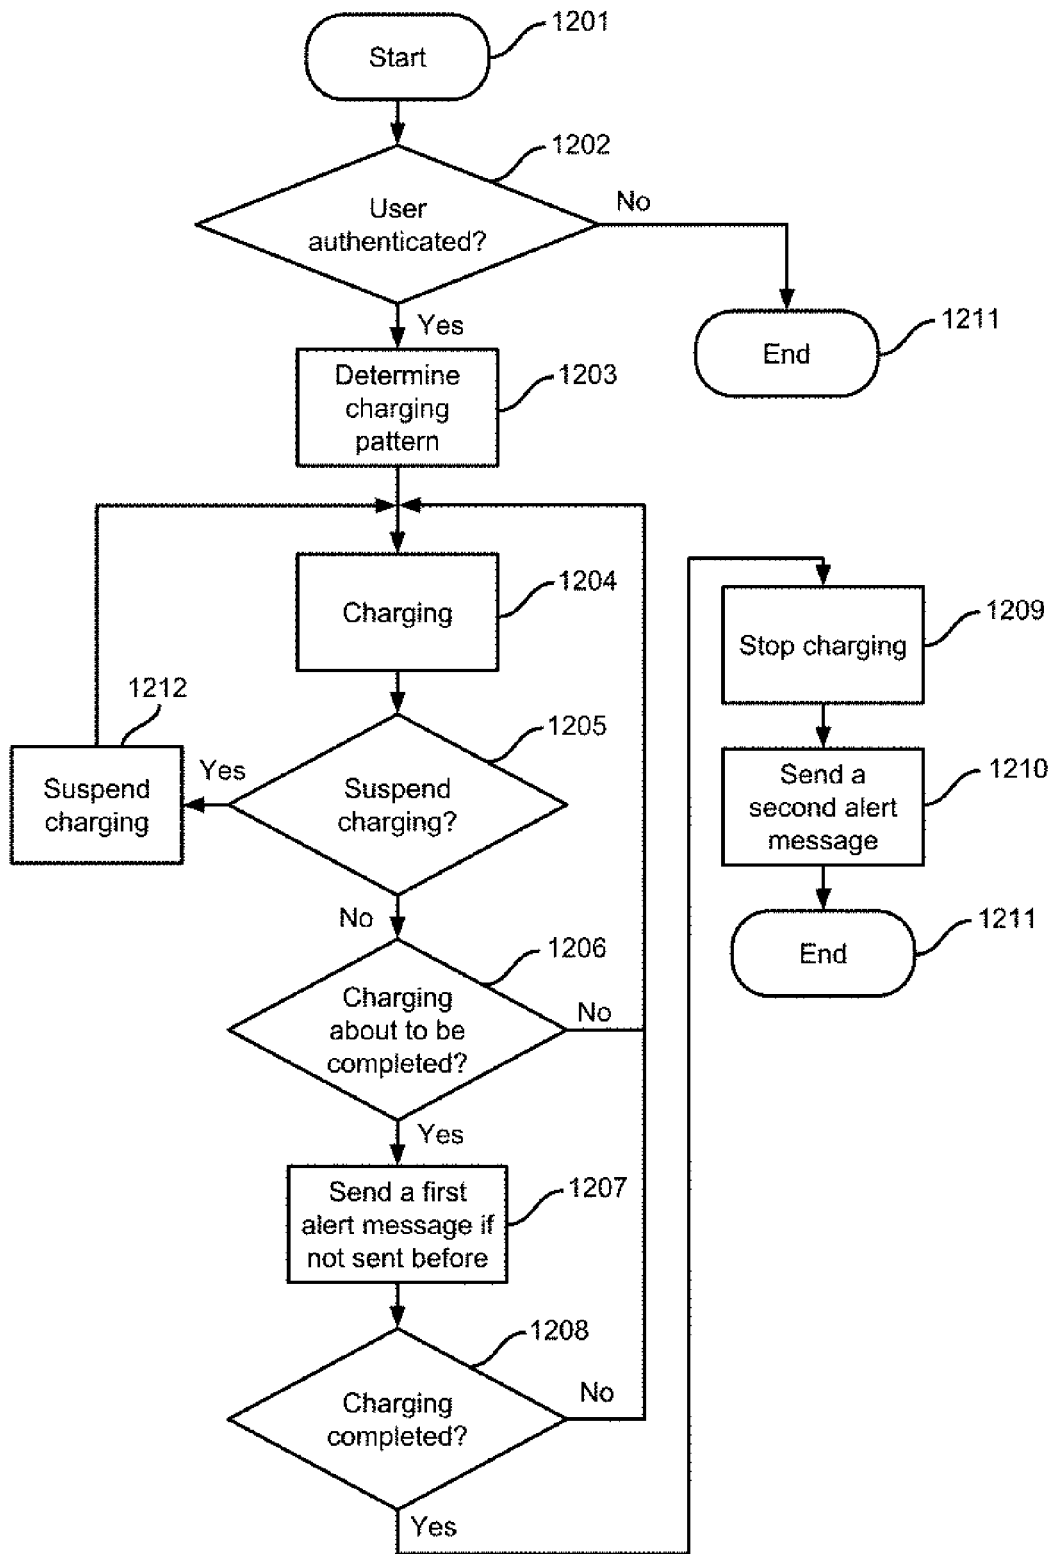 Start
1201
1202
User
authenticated?
No
Yes
End
1211
Determine
charging
pattern
1203
Charging
1204
1212
Suspend
charging
Yes
Suspend
charging?
1205
No
Charging
about to be
completed?
1206
No
Yes
Send a first
alert message if
not sent before
1207
Charging
completed?
1208
No
Yes
Stop charging
1209
Send a
second alert
message
1210
End
1211